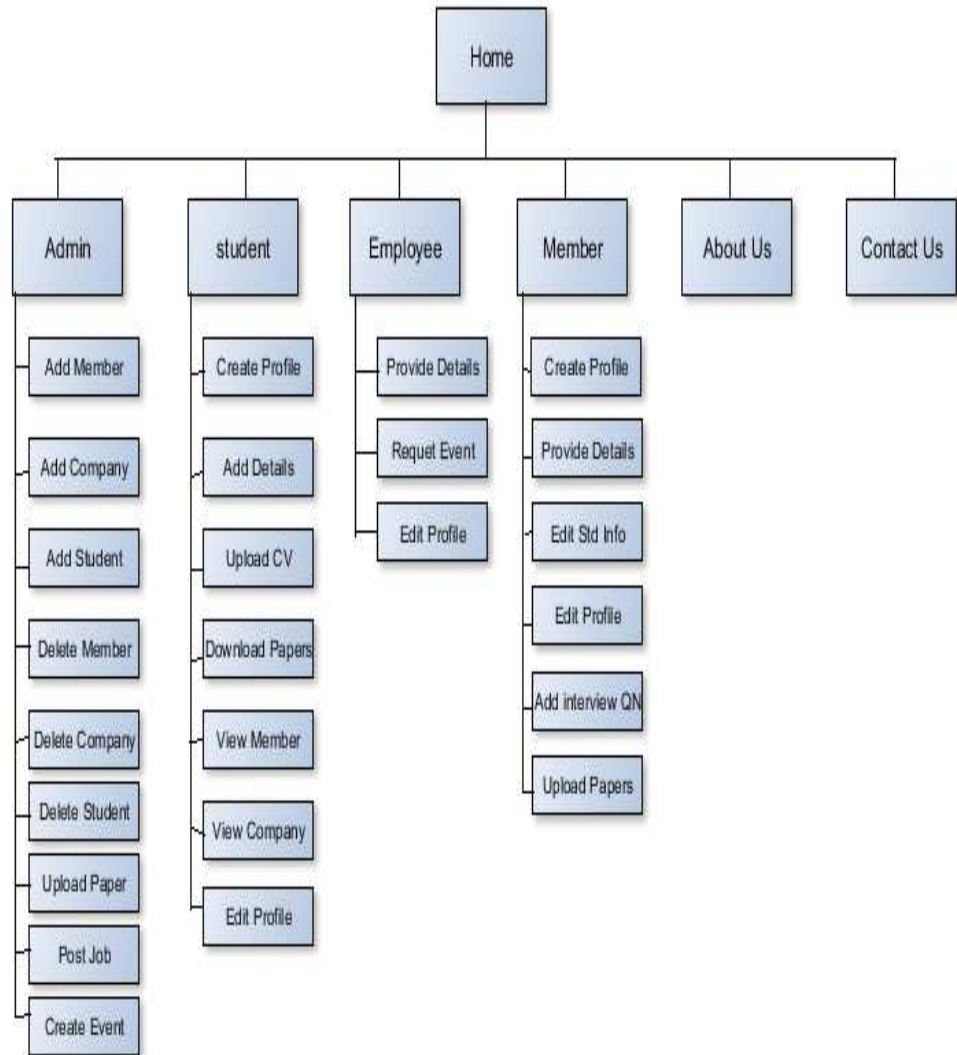 Home
Admin
student
Employee
Member
About Us
Contact Us
Add Member
Add Company
Add Student
Delete Member
Delete Company
Delete Student
Upload Paper
Post Job
Create Event
Create Profile
Add Details
Upload CV
Download Papers
View Member
View Company
Edit Profile
Provide Details
Requet Event
Edit Profile
Create Profile
Provide Details
Edit Std Info
Edit Profile
Add interview QN
Upload Papers